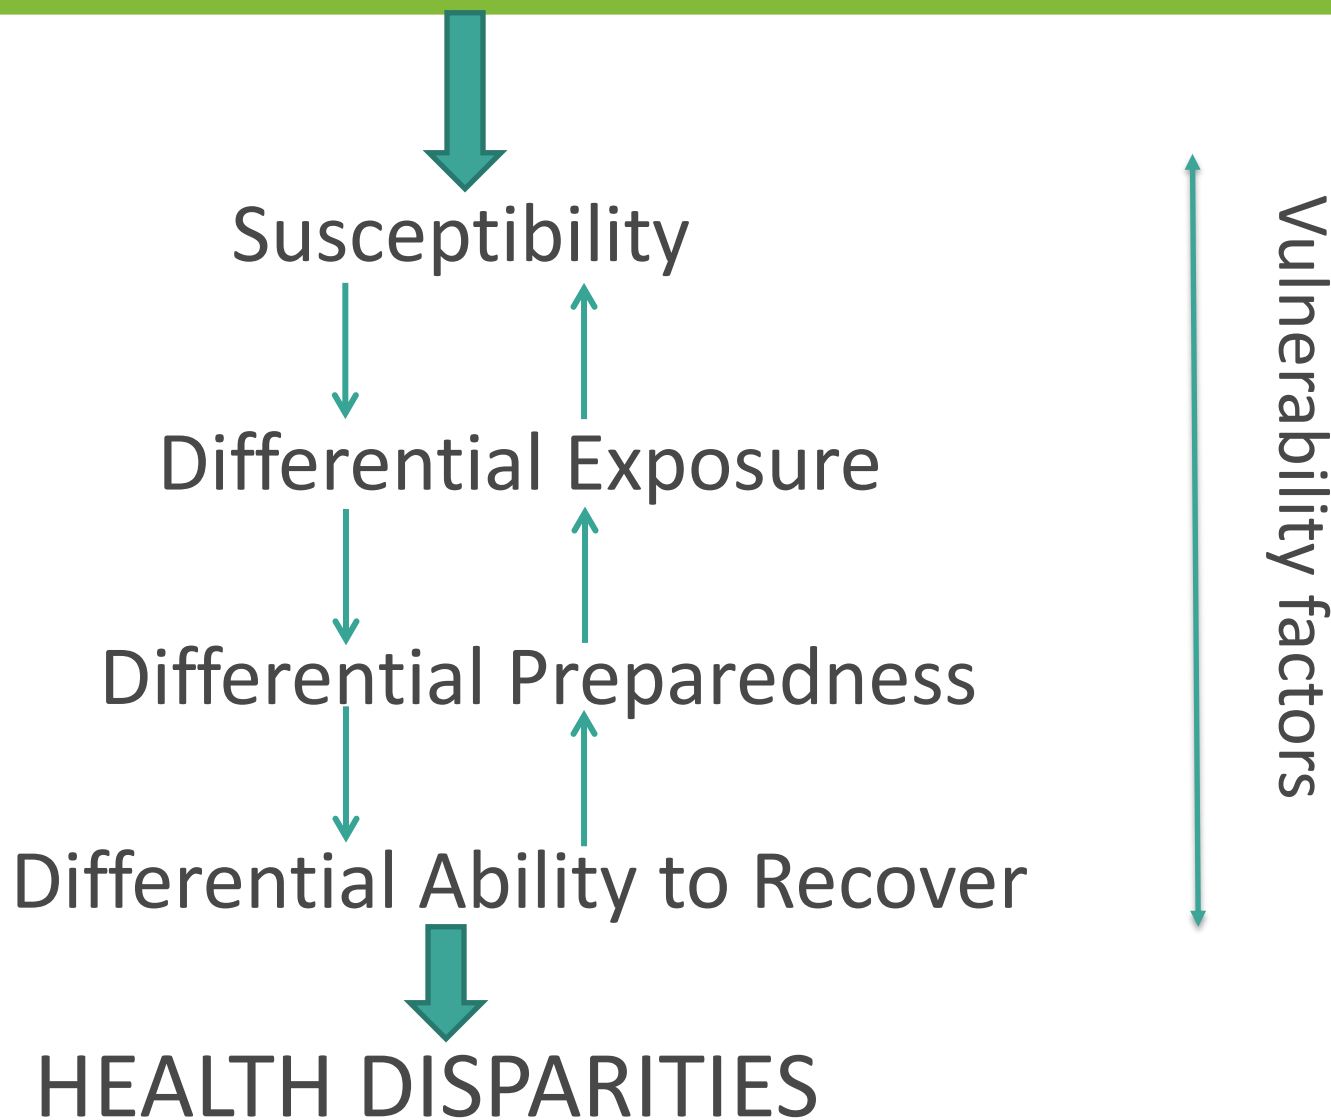 Susceptibility
Differential Exposure
Differential Preparedness
Differential Ability to Recover
HEALTH DISPARITIES
Vulnerability factors